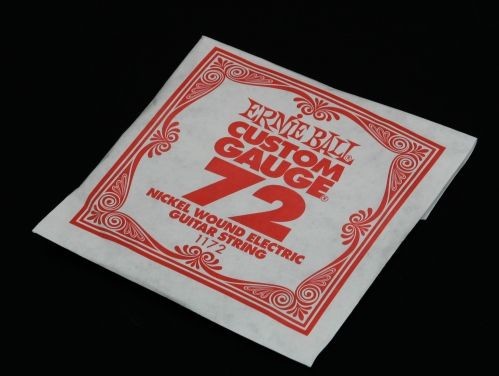 ERNIE BALL®
CUSTOM
GAUGE®
72
NICKEL WOUND ELECTRIC
GUITAR STRING
1172